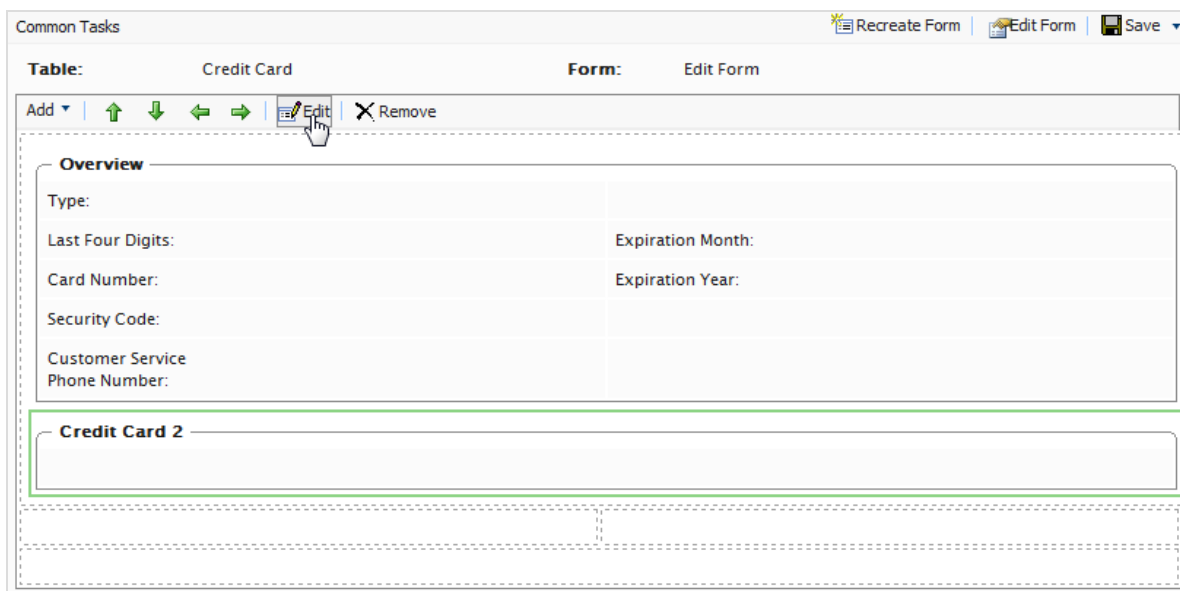 Common Tasks Recreate Form Edit Form Save
Table: Credit Card Form: Edit Form
Add Edit Remove
Overview
Type:
Last Four Digits: Expiration Month:
Card Number: Expiration Year:
Security Code:
Customer Service
Phone Number:
Credit Card 2